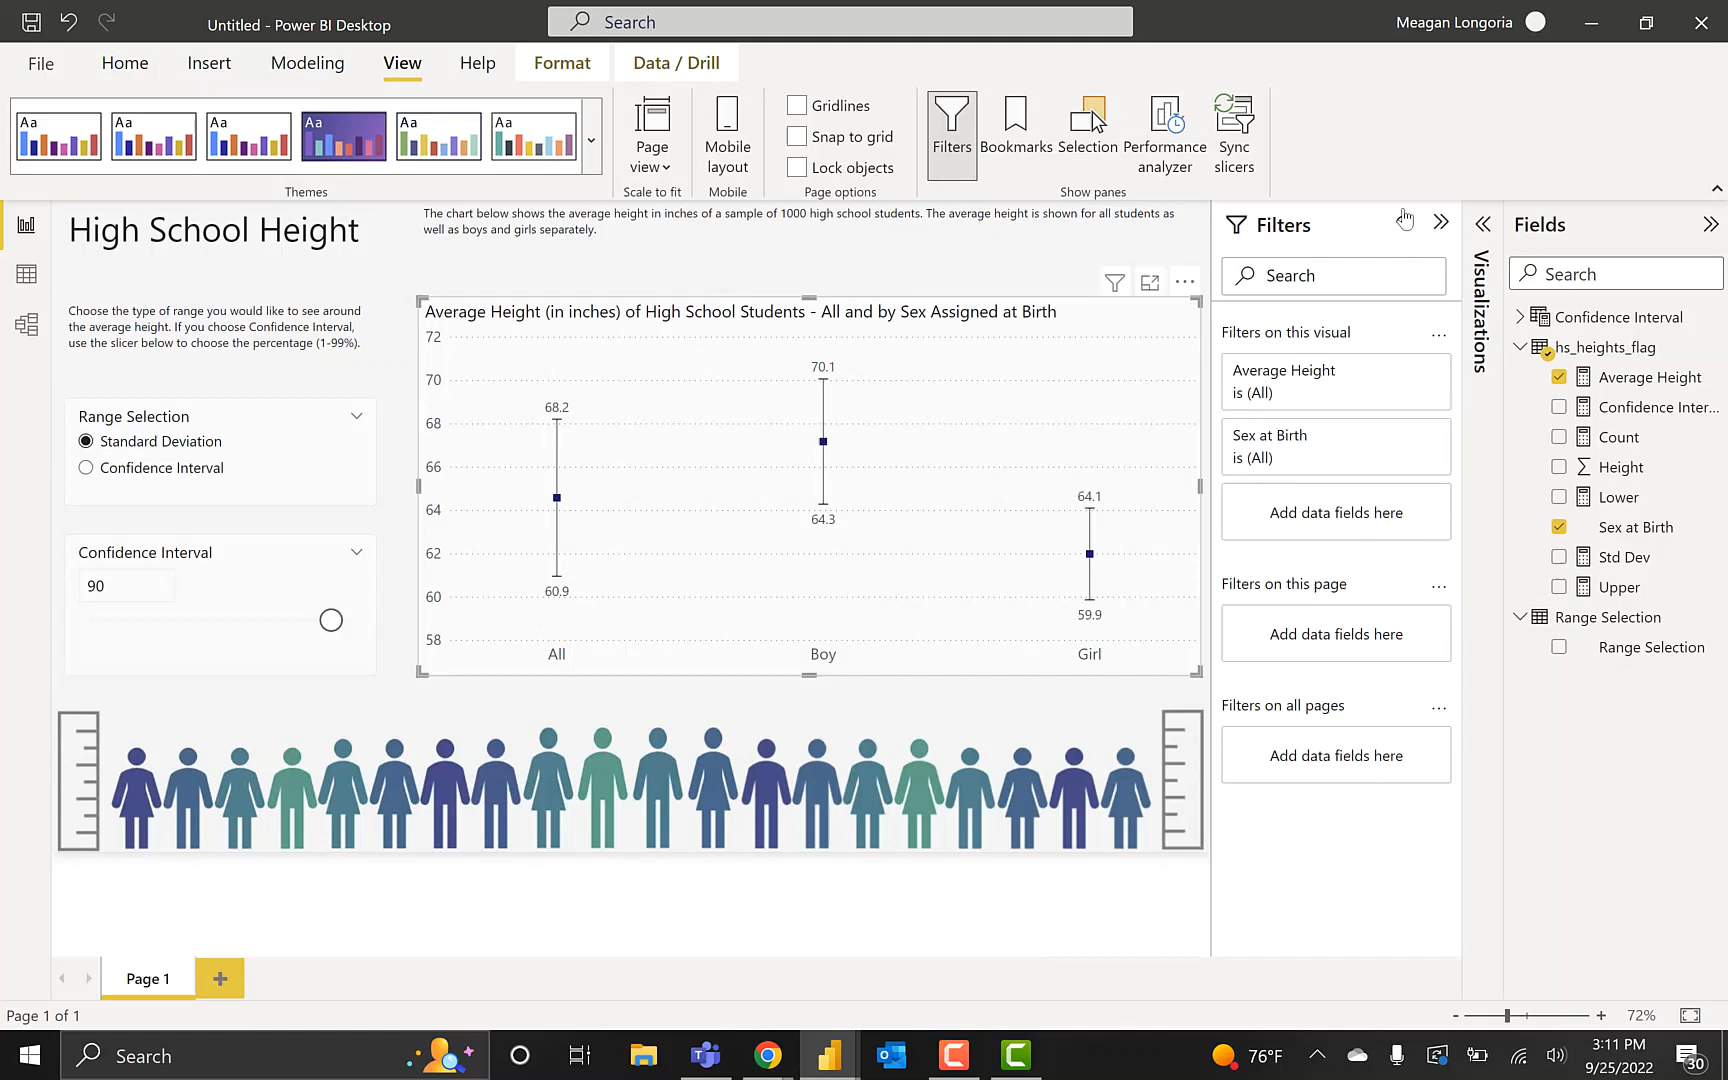 Untitled - Power BI Desktop
Search
Meagan Longoria
File Home Insert Modeling View Help Format Data / Drill
Aa Aa Aa Aa Aa Aa
Page view
Mobile layout
Gridlines
Snap to grid
Lock objects
Filters
Bookmarks
Selection
Performance analyzer
Sync slicers
Themes
Scale to fit
Mobile
Page options
Show panes
High School Height
The chart below shows the average height in inches of a sample of 1000 high school students. The average height is shown for all students as
well as boys and girls separately.
Choose the type of range you would like to see around
the average height. If you choose Confidence Interval,
use the slicer below to choose the percentage (1-99%).
Range Selection
Standard Deviation
Confidence Interval
Confidence Interval
90
Average Height (in inches) of High School Students - All and by Sex Assigned at Birth
72
70
68
66
64
62
60
58
68.2
60.9
70.1
64.3
64.1
59.9
All
Boy
Girl
Filters
Search
Filters on this visual
...
Average Height
is (All)
Sex at Birth
is (All)
Add data fields here
Filters on this page
...
Add data fields here
Filters on all pages
...
Add data fields here
Visualizations
Fields
Search
Confidence Interval
hs_heights_flag
Average Height
Confidence Inter...
Count
Height
Lower
Sex at Birth
Std Dev
Upper
Range Selection
Range Selection
Page 1
+
Page 1 of 1
- + 72%
Search
76°F
3:11 PM
9/25/2022
30